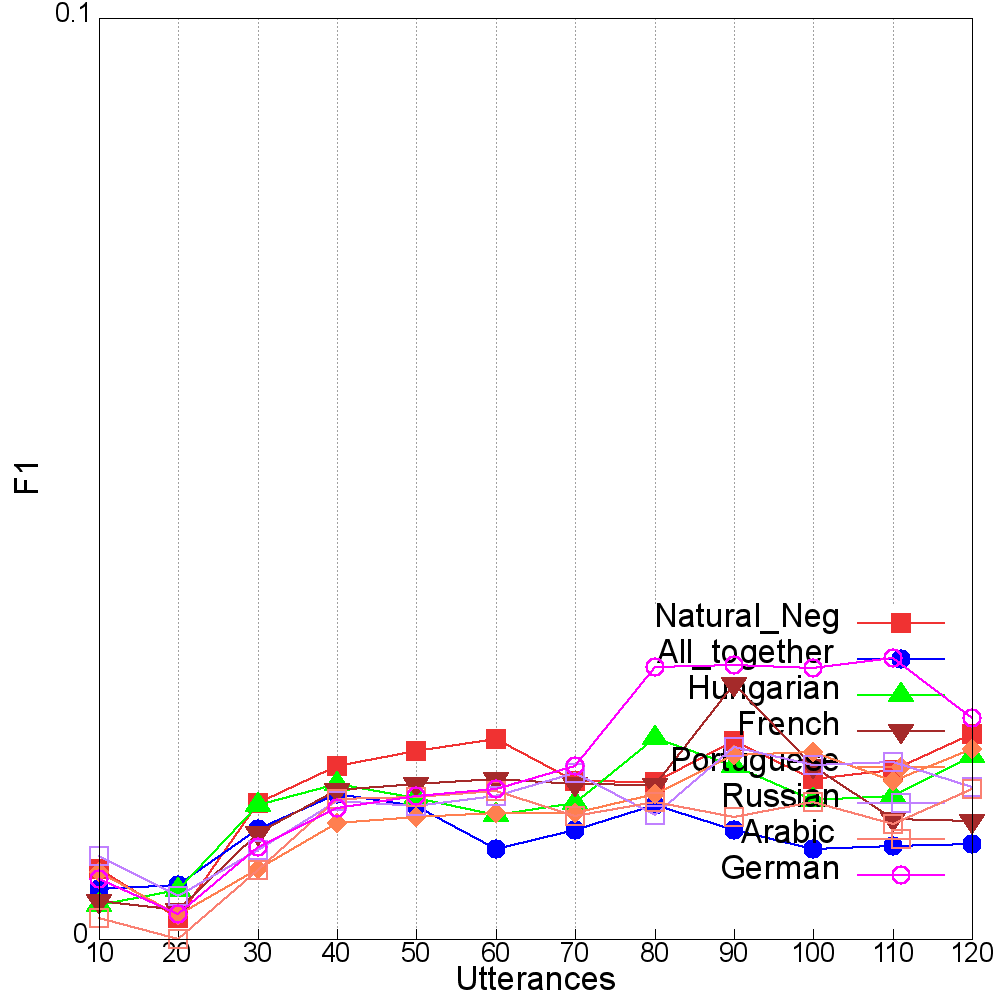 0.1
F1
Natural_Neg
All_together
Hungarian
French
Portuguese
Russian
Arabic
German
0
10 20 30 40 50 60 70 80 90 100 110 120
Utterances